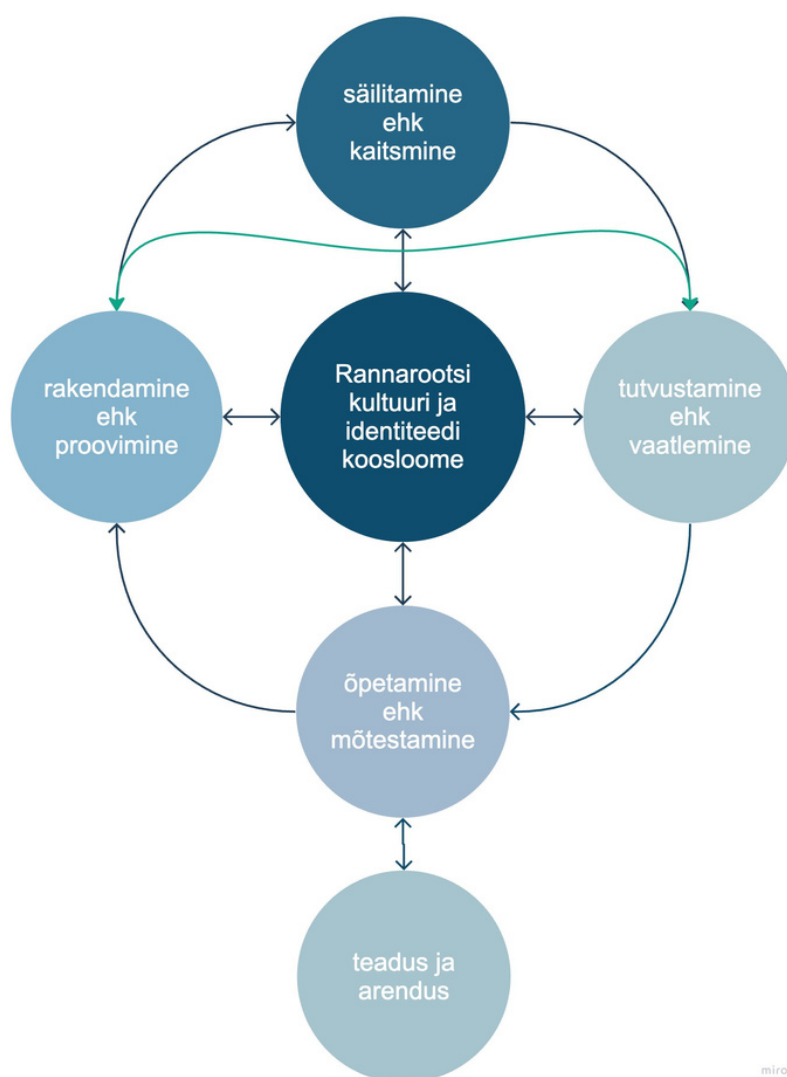 säilitamine
ehk
kaitsmine
rakendamine
ehk
proovimine
Rannarootsi
kultuuri ja
identiteedi
koosloome
tutvustamine
ehk
vaatlemine
õpetamine
ehk
mõtestamine
teadus ja
arendus
miro